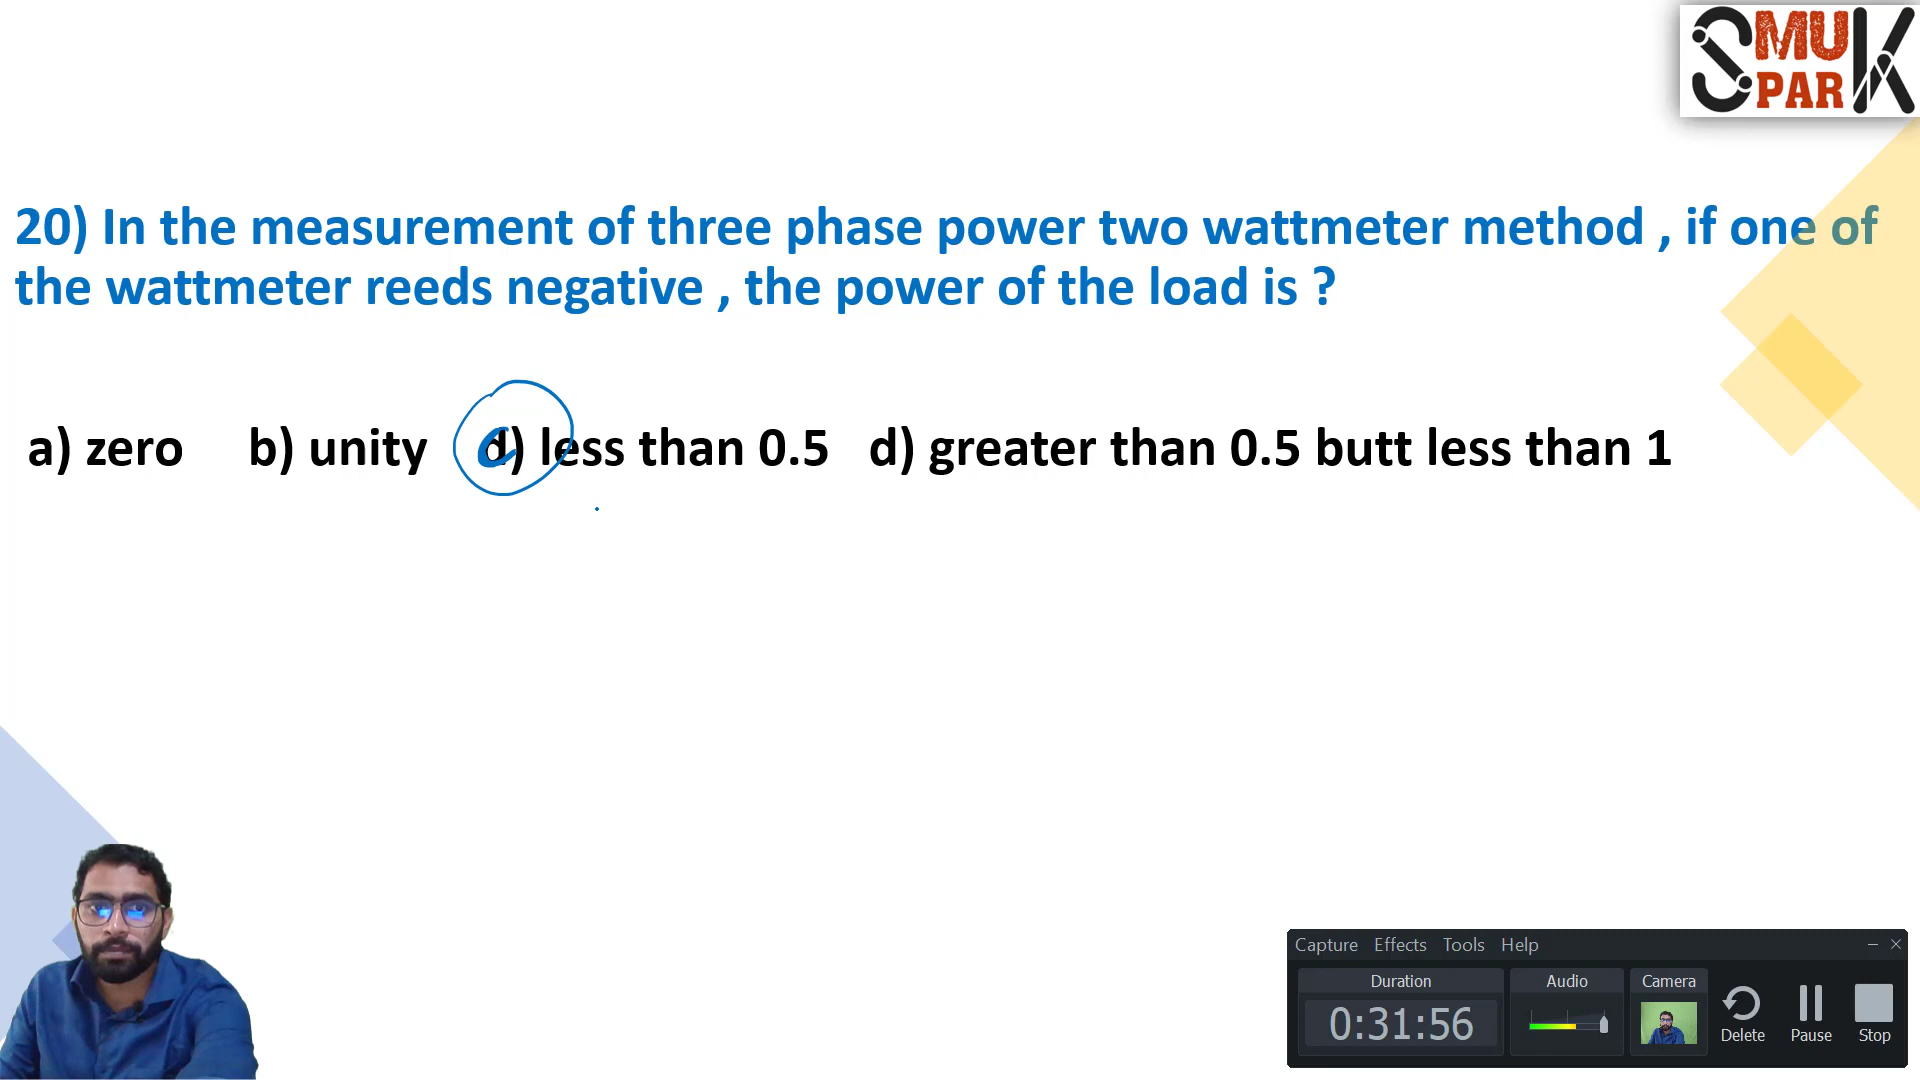 S MU K
PAR
20) In the measurement of three phase power two wattmeter method , if one of
the wattmeter reeds negative , the power of the load is ?
a) zero b) unity d) less than 0.5 d) greater than 0.5 butt less than 1
c
Capture Effects Tools Help
Duration Audio Camera
0:31:56
Delete Pause Stop